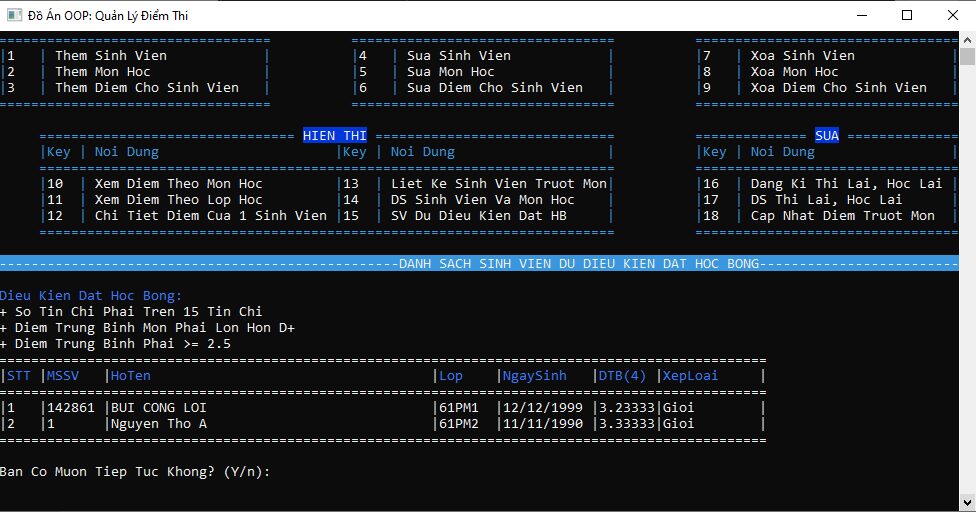 Đồ Án OOP: Quản Lý Điểm Thi
|1 | Them Sinh Vien | |4 | Sua Sinh Vien | |7 | Xoa Sinh Vien |
|2 | Them Mon Hoc | |5 | Sua Mon Hoc | |8 | Xoa Mon Hoc |
|3 | Them Diem Cho Sinh Vien | |6 | Sua Diem Cho Sinh Vien | |9 | Xoa Diem Cho Sinh Vien |
HIEN THI SUA
|Key | Noi Dung |Key | Noi Dung | |Key | Noi Dung |
|10 | Xem Diem Theo Mon Hoc |13 | Liet Ke Sinh Vien Truot Mon| |16 | Dang Ki Thi Lai, Hoc Lai |
|11 | Xem Diem Theo Lop Hoc |14 | DS Sinh Vien Va Mon Hoc | |17 | DS Thi Lai, Hoc Lai |
|12 | Chi Tiet Diem Cua 1 Sinh Vien |15 | SV Du Dieu Kien Dat HB | |18 | Cap Nhat Diem Truot Mon |
DANH SACH SINH VIEN DU DIEU KIEN DAT HOC BONG
Dieu Kien Dat Hoc Bong:
+ So Tin Chi Phai Tren 15 Tin Chi
+ Diem Trung Binh Mon Phai Lon Hon D+
+ Diem Trung Binh Phai >= 2.5
|STT |MSSV |HoTen |Lop |NgaySinh |DTB(4) |XepLoai |
|1 |142861 |BUI CONG LOI |61PM1 |12/12/1999 |3.23333|Gioi |
|2 |1 |Nguyen Tho A |61PM2 |11/11/1990 |3.33333|Gioi |
Ban Co Muon Tiep Tuc Khong? (Y/n):